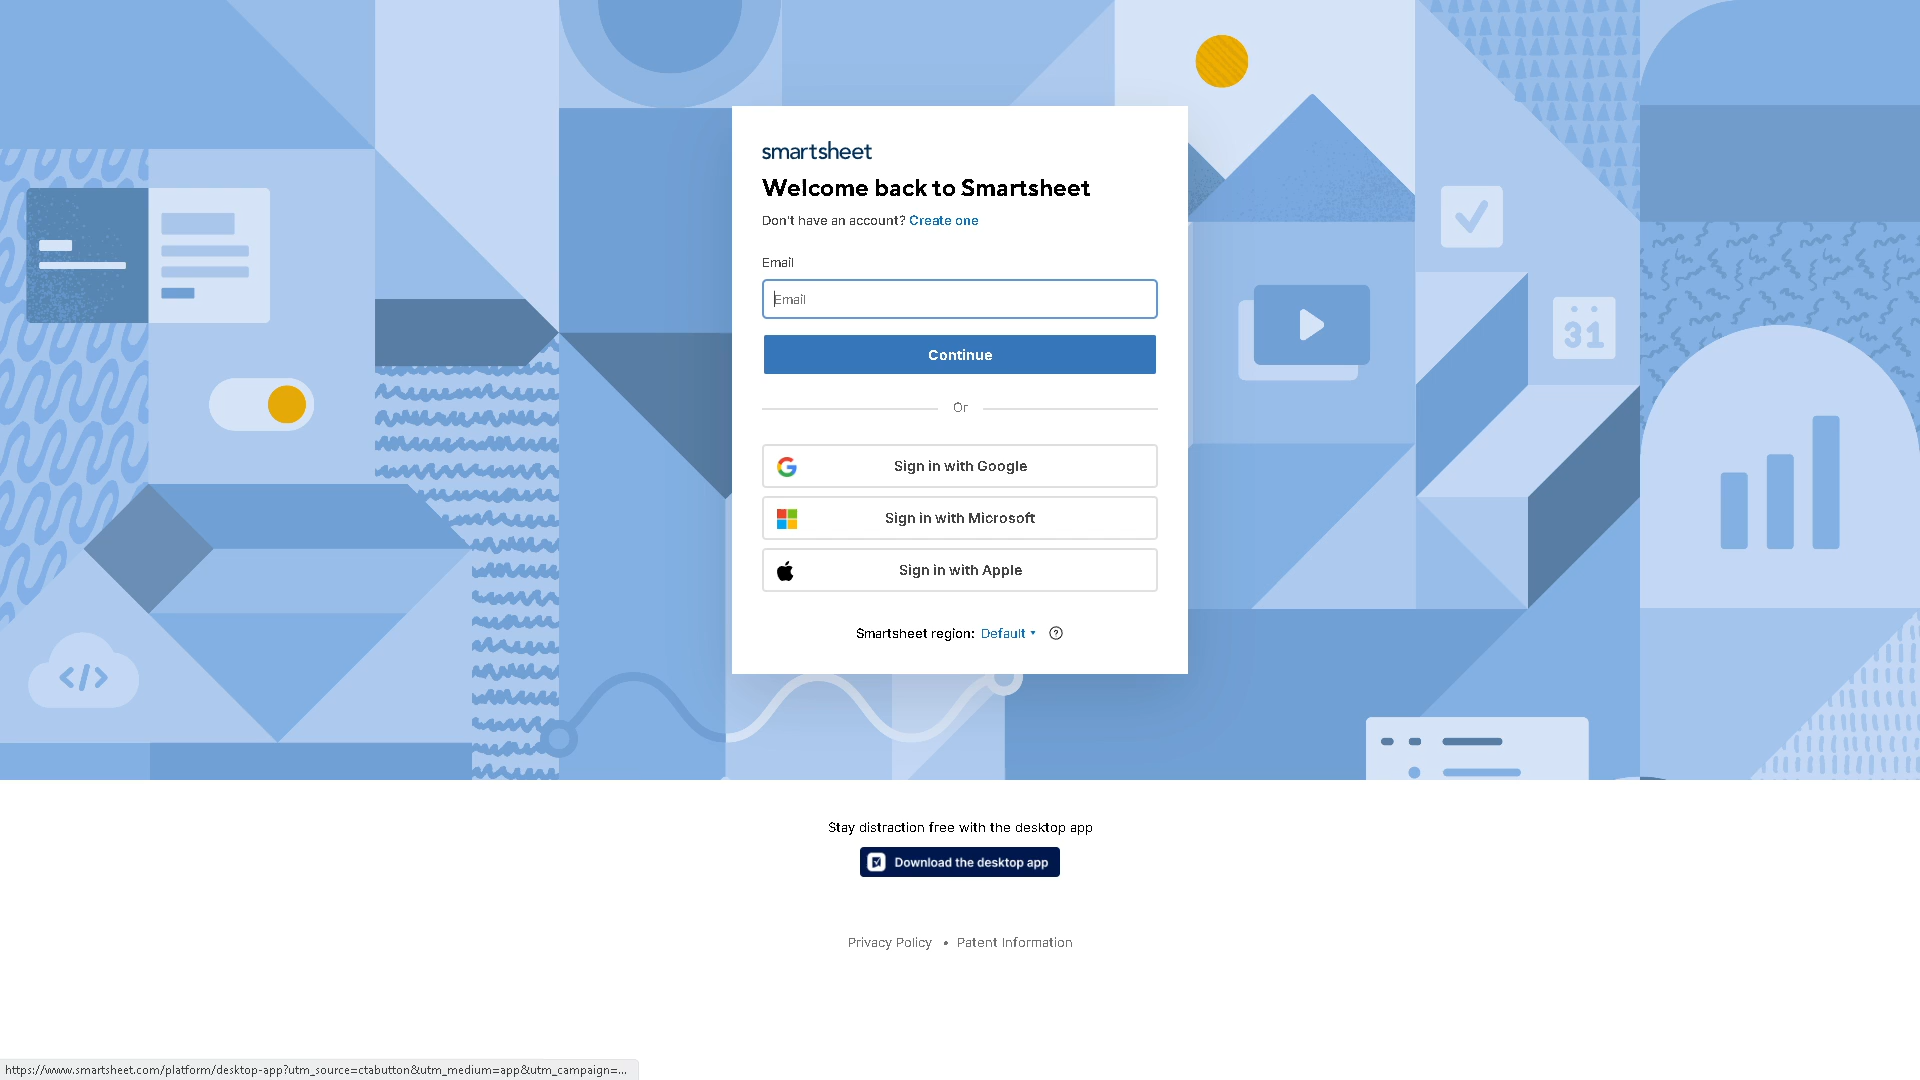 smartsheet
Welcome back to Smartsheet
Don't have an account? Create one
Email
Email
Continue
Or
Sign in with Google
Sign in with Microsoft
Sign in with Apple
Smartsheet region: Default
31
</>
Stay distraction free with the desktop app
Download the desktop app
Privacy Policy • Patent Information
https://www.smartsheet.com/platform/desktop-app?utm_source=ctabutton&utm_medium=app&utm_campaign=...